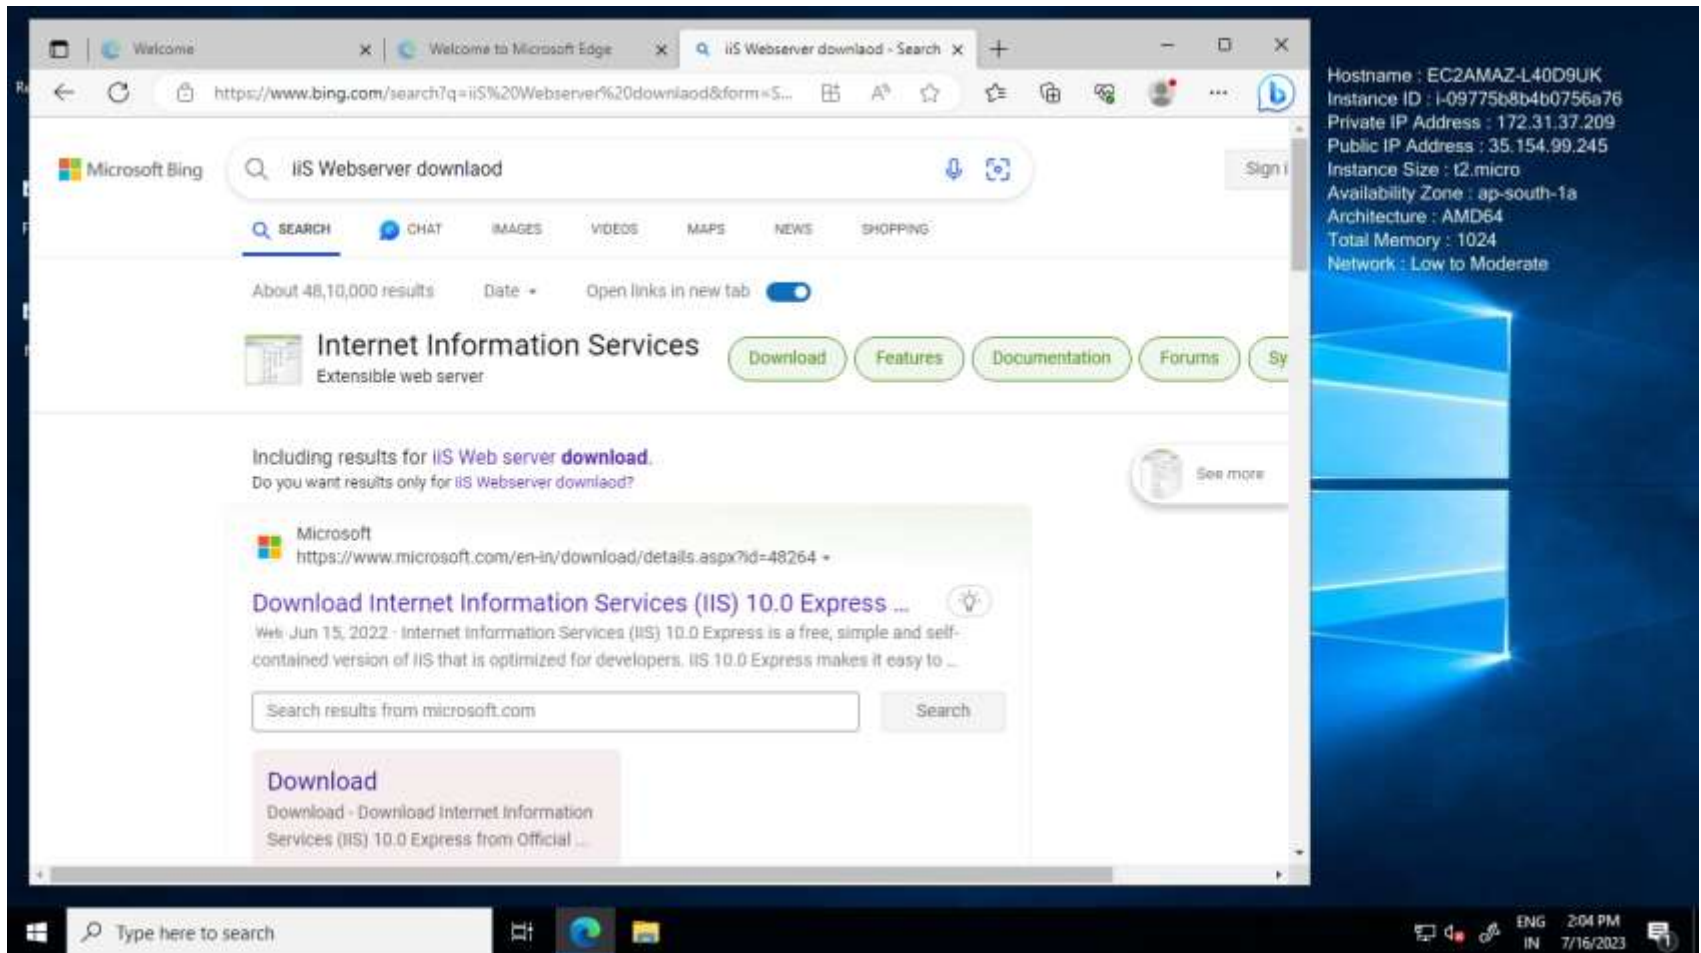 Welcome
Welcome to Microsoft Edge
iiS Webserver downlaod - Search
https://www.bing.com/search?q=iiS%20Webserver%20downlaod&form=S...
Microsoft Bing
iiS Webserver downlaod
Sign i
SEARCH
CHAT
IMAGES
VIDEOS
MAPS
NEWS
SHOPPING
About 48,10,000 results
Date
Open links in new tab
Internet Information Services
Extensible web server
Download
Features
Documentation
Forums
Sy
Including results for iiS Web server download.
Do you want results only for iiS Webserver downlaod?
See more
Microsoft
https://www.microsoft.com/en-in/download/details.aspx?id=48264
Download Internet Information Services (IIS) 10.0 Express ...
Web Jun 15, 2022 · Internet Information Services (IIS) 10.0 Express is a free, simple and self-
contained version of IIS that is optimized for developers. IIS 10.0 Express makes it easy to ...
Search results from microsoft.com
Search
Download
Download - Download Internet Information
Services (IIS) 10.0 Express from Official ...
Hostname : EC2AMAZ-L40D9UK
Instance ID : i-09775b8b4b0756a76
Private IP Address : 172.31.37.209
Public IP Address : 35.154.99.245
Instance Size : t2.micro
Availability Zone : ap-south-1a
Architecture : AMD64
Total Memory : 1024
Network : Low to Moderate
Type here to search
ENG
IN
2:04 PM
7/16/2023
1